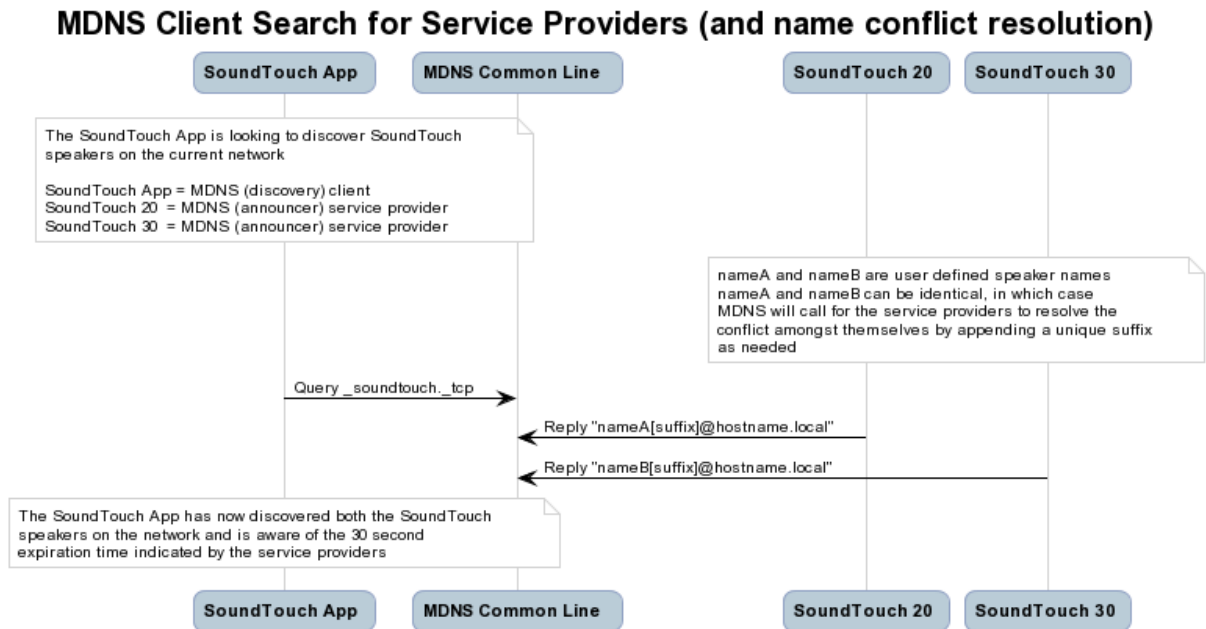 MDNS Client Search for Service Providers (and name conflict resolution)
SoundTouch App
MDNS Common Line
SoundTouch 20
SoundTouch 30
The SoundTouch App is looking to discover SoundTouch
speakers on the current network
SoundTouch App = MDNS (discovery) client
SoundTouch 20 = MDNS (announcer) service provider
SoundTouch 30 = MDNS (announcer) service provider
nameA and nameB are user defined speaker names
nameA and nameB can be identical, in which case
MDNS will call for the service providers to resolve the
conflict amongst themselves by appending a unique suffix
as needed
Query _soundtouch._tcp
Reply "nameA[suffix]@hostname.local"
Reply "nameB[suffix]@hostname.local"
The SoundTouch App has now discovered both the SoundTouch
speakers on the network and is aware of the 30 second
expiration time indicated by the service providers
SoundTouch App
MDNS Common Line
SoundTouch 20
SoundTouch 30